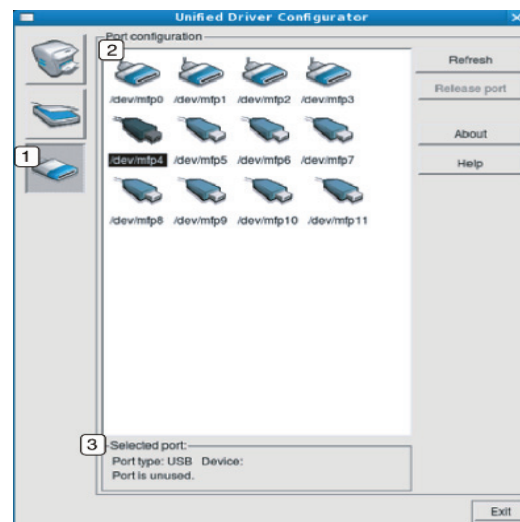 Unified Driver Configurator
Port configuration
2
Refresh
/dev/mfp0 /dev/mfp1 /dev/mfp2 /dev/mfp3
Release port
About
1
/dev/mfp4 /dev/mfp5 /dev/mfp6 /dev/mfp7
Help
/dev/mfp8 /dev/mfp9 /dev/mfp10 /dev/mfp11
3
Selected port:
Port type: USB Device:
Port is unused.
Exit